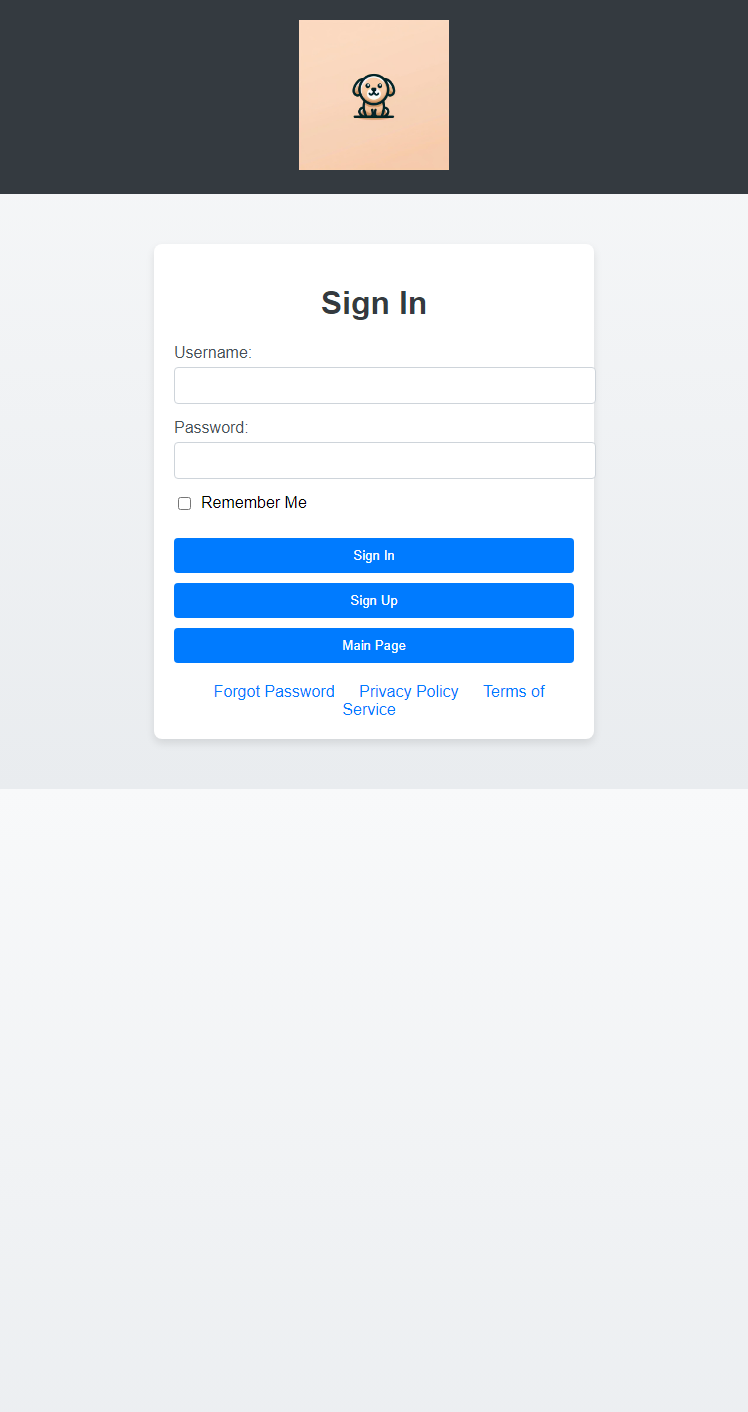 Sign In
Username:
Password:
Remember Me
Sign In
Sign Up
Main Page
Forgot Password Privacy Policy Terms of
Service